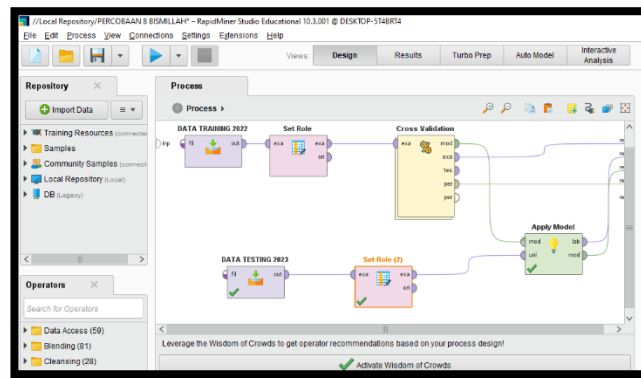 //Local Repository/PERCOBAAN 8 BISMILLAH* – RapidMiner Studio Educational 10.3.001 @ DESKTOP-5T4BRT4
File Edit Process View Connections Settings Extensions Help
Views: Design Results Turbo Prep Auto Model Interactive Analysis
Repository
Import Data
Training Resources (connected
Samples
Community Samples (connect
Local Repository (Local)
DB (Legacy)
Operators
Search for Operators
Data Access (59)
Blending (81)
Cleansing (28)
Process
Process
inp
DATA TRAINING 2022
fil out
Set Role
exa exa
ori
Cross Validation
exa mod
exa
tes
per
per
Apply Model
mod lab
unl mod
DATA TESTING 2023
fil out
Set Role (2)
exa exa
ori
Leverage the Wisdom of Crowds to get operator recommendations based on your process design!
Activate Wisdom of Crowds